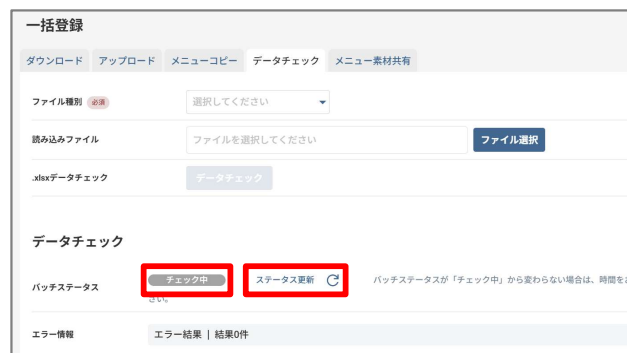 一括登録
ダウンロード アップロード メニューコピー データチェック メニュー素材共有
ファイル種別 必須 選択してください
読み込みファイル ファイルを選択してください ファイル選択
.xlsxデータチェック データチェック
データチェック
バッチステータス チェック中 ステータス更新 バッチステータスが「チェック中」から変わらない場合は、時間を
さい。
エラー情報 エラー結果 | 結果0件